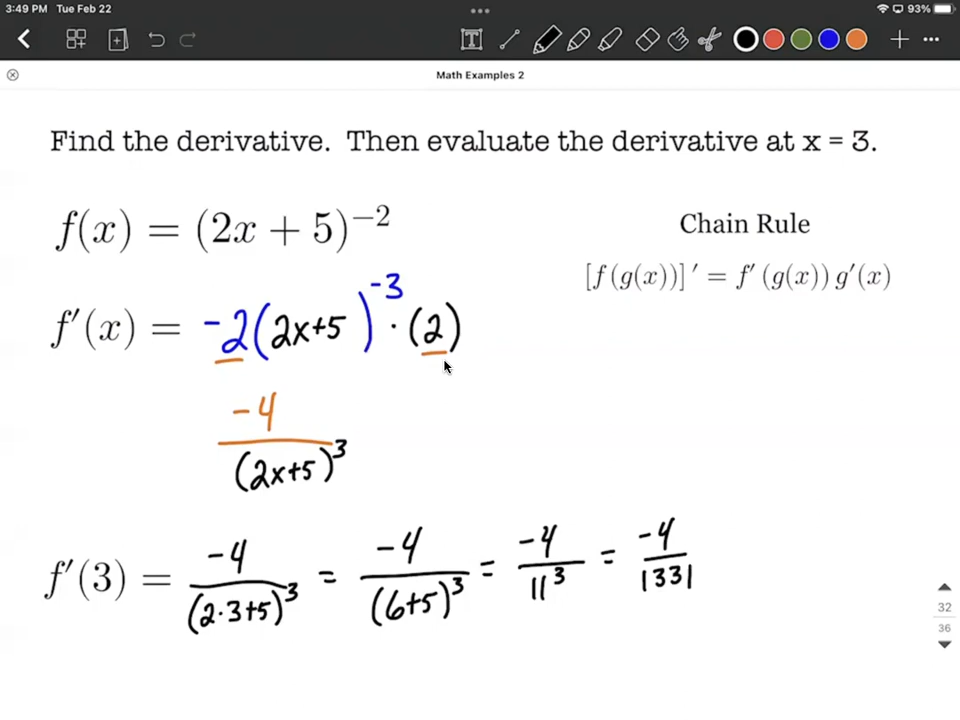 3:49 PM Tue Feb 22
93%
T
Math Examples 2
Find the derivative. Then evaluate the derivative at x = 3.
f(x) = (2x + 5)^{-2}
Chain Rule
[f(g(x))]' = f'(g(x)) g'(x)
f'(x) = -2(2x+5)^{-3} · (2)
-4/(2x+5)^3
f'(3) = -4/(2·3+5)^3 = -4/(6+5)^3 = -4/11^3 = -4/1331
32
36